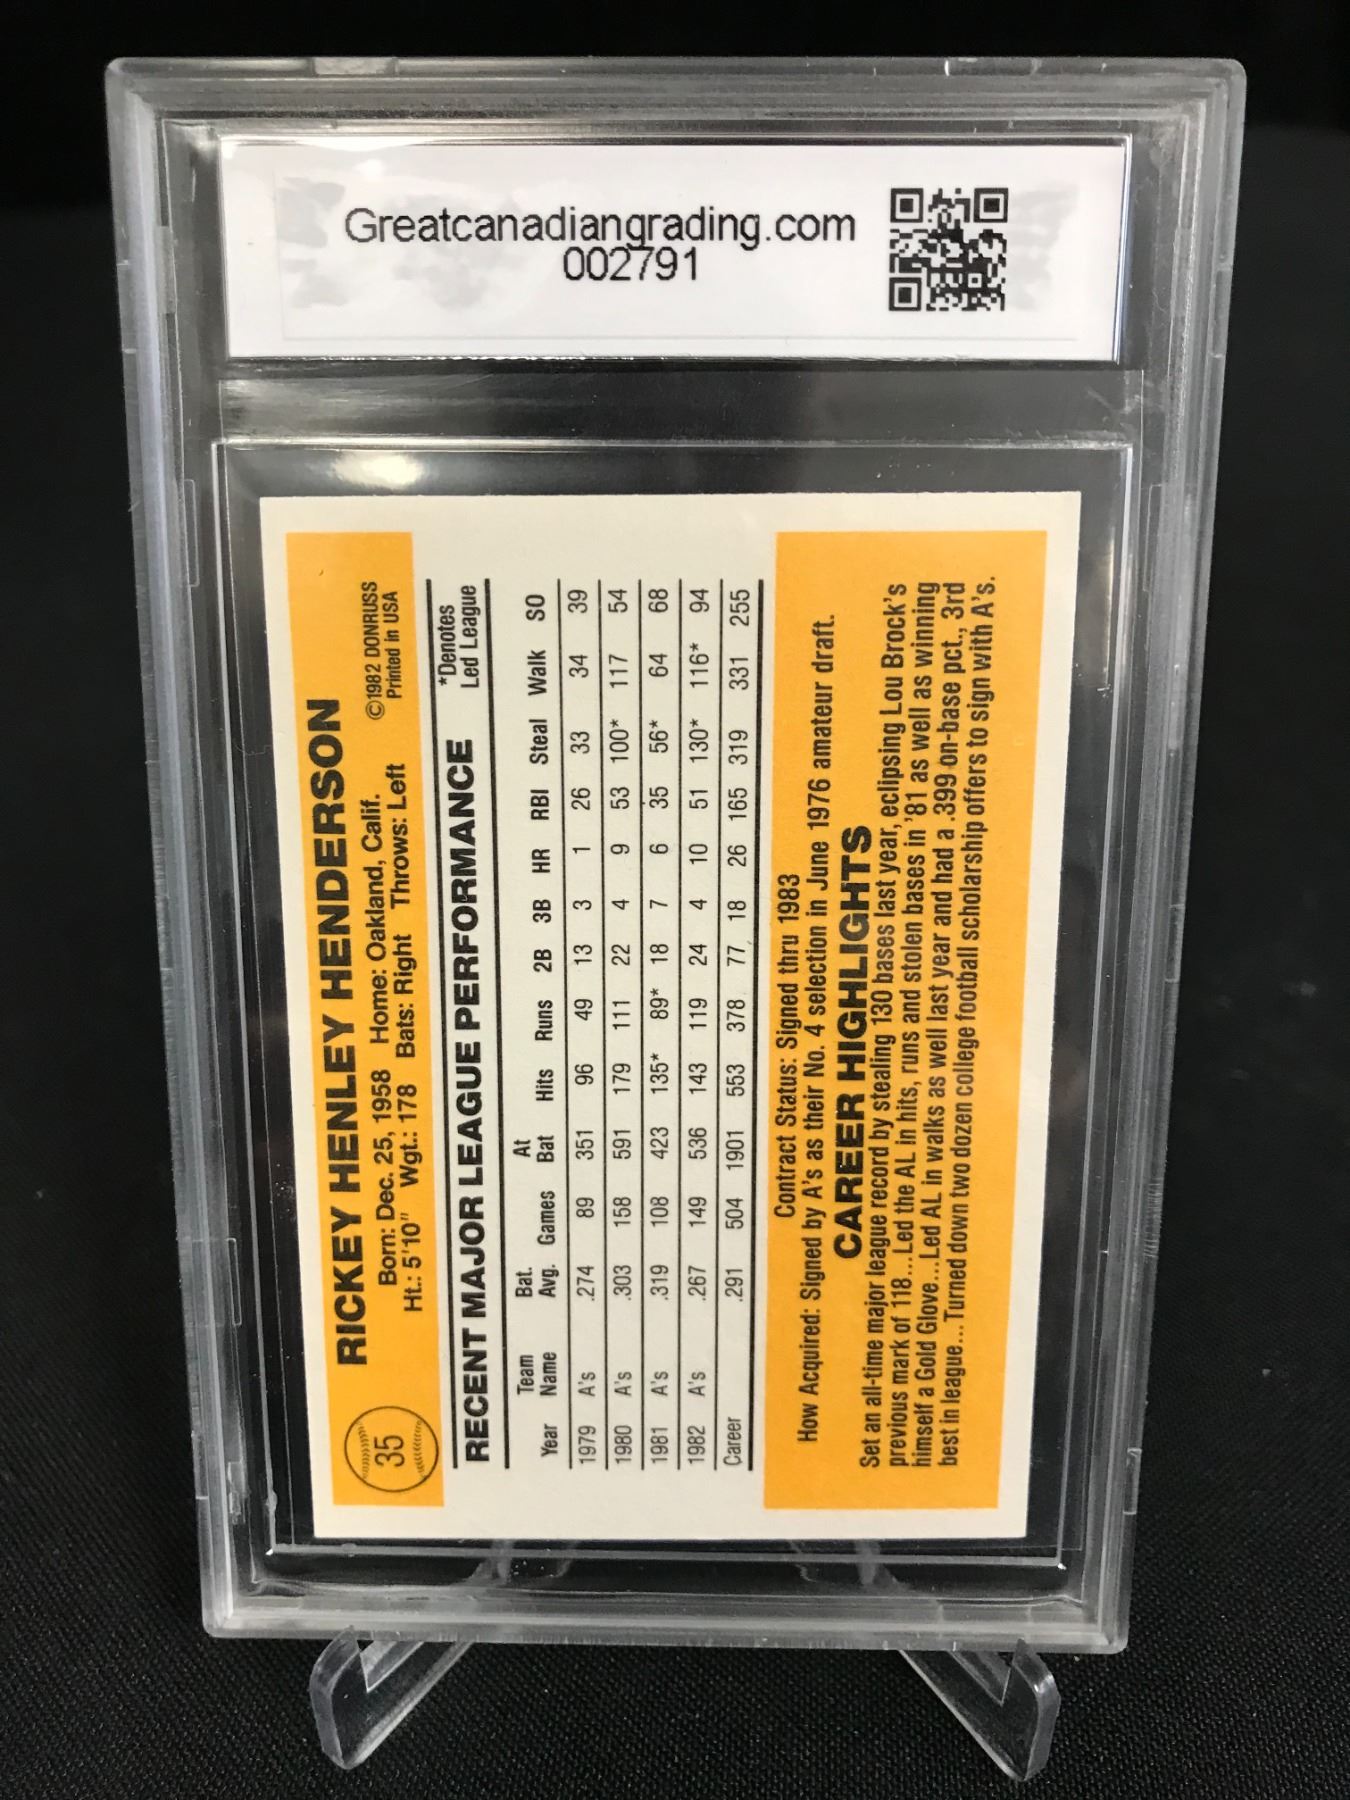 Greatcanadiangrading.com
002791
35
RICKEY HENLEY HENDERSON
Born: Dec. 25, 1958 Home: Oakland, Calif. ©1982 DONRUSS
Ht.: 5'10" Wgt.: 178 Bats: Right Throws: Left Printed in USA
RECENT MAJOR LEAGUE PERFORMANCE
*Denotes
Led League
Year Team Name Bat. Avg. Games At Bat Hits Runs 2B 3B HR RBI Steal Walk SO
1979 A's .274 89 351 96 49 13 3 1 26 33 34 39
1980 A's .303 158 591 179 111 22 4 9 53 100* 117 54
1981 A's .319 108 423 135* 89* 18 7 6 35 56* 64 68
1982 A's .267 149 536 143 119 24 4 10 51 130* 116* 94
Career .291 504 1901 553 378 77 18 26 165 319 331 255
Contract Status: Signed thru 1983
How Acquired: Signed by A's as their No. 4 selection in June 1976 amateur draft.
CAREER HIGHLIGHTS
Set an all-time major league record by stealing 130 bases last year, eclipsing Lou Brock's
previous mark of 118...Led the AL in hits, runs and stolen bases in '81 as well as winning
himself a Gold Glove...Led AL in walks as well last year and had a .399 on-base pct., 3rd
best in league...Turned down two dozen college football scholarship offers to sign with A's.